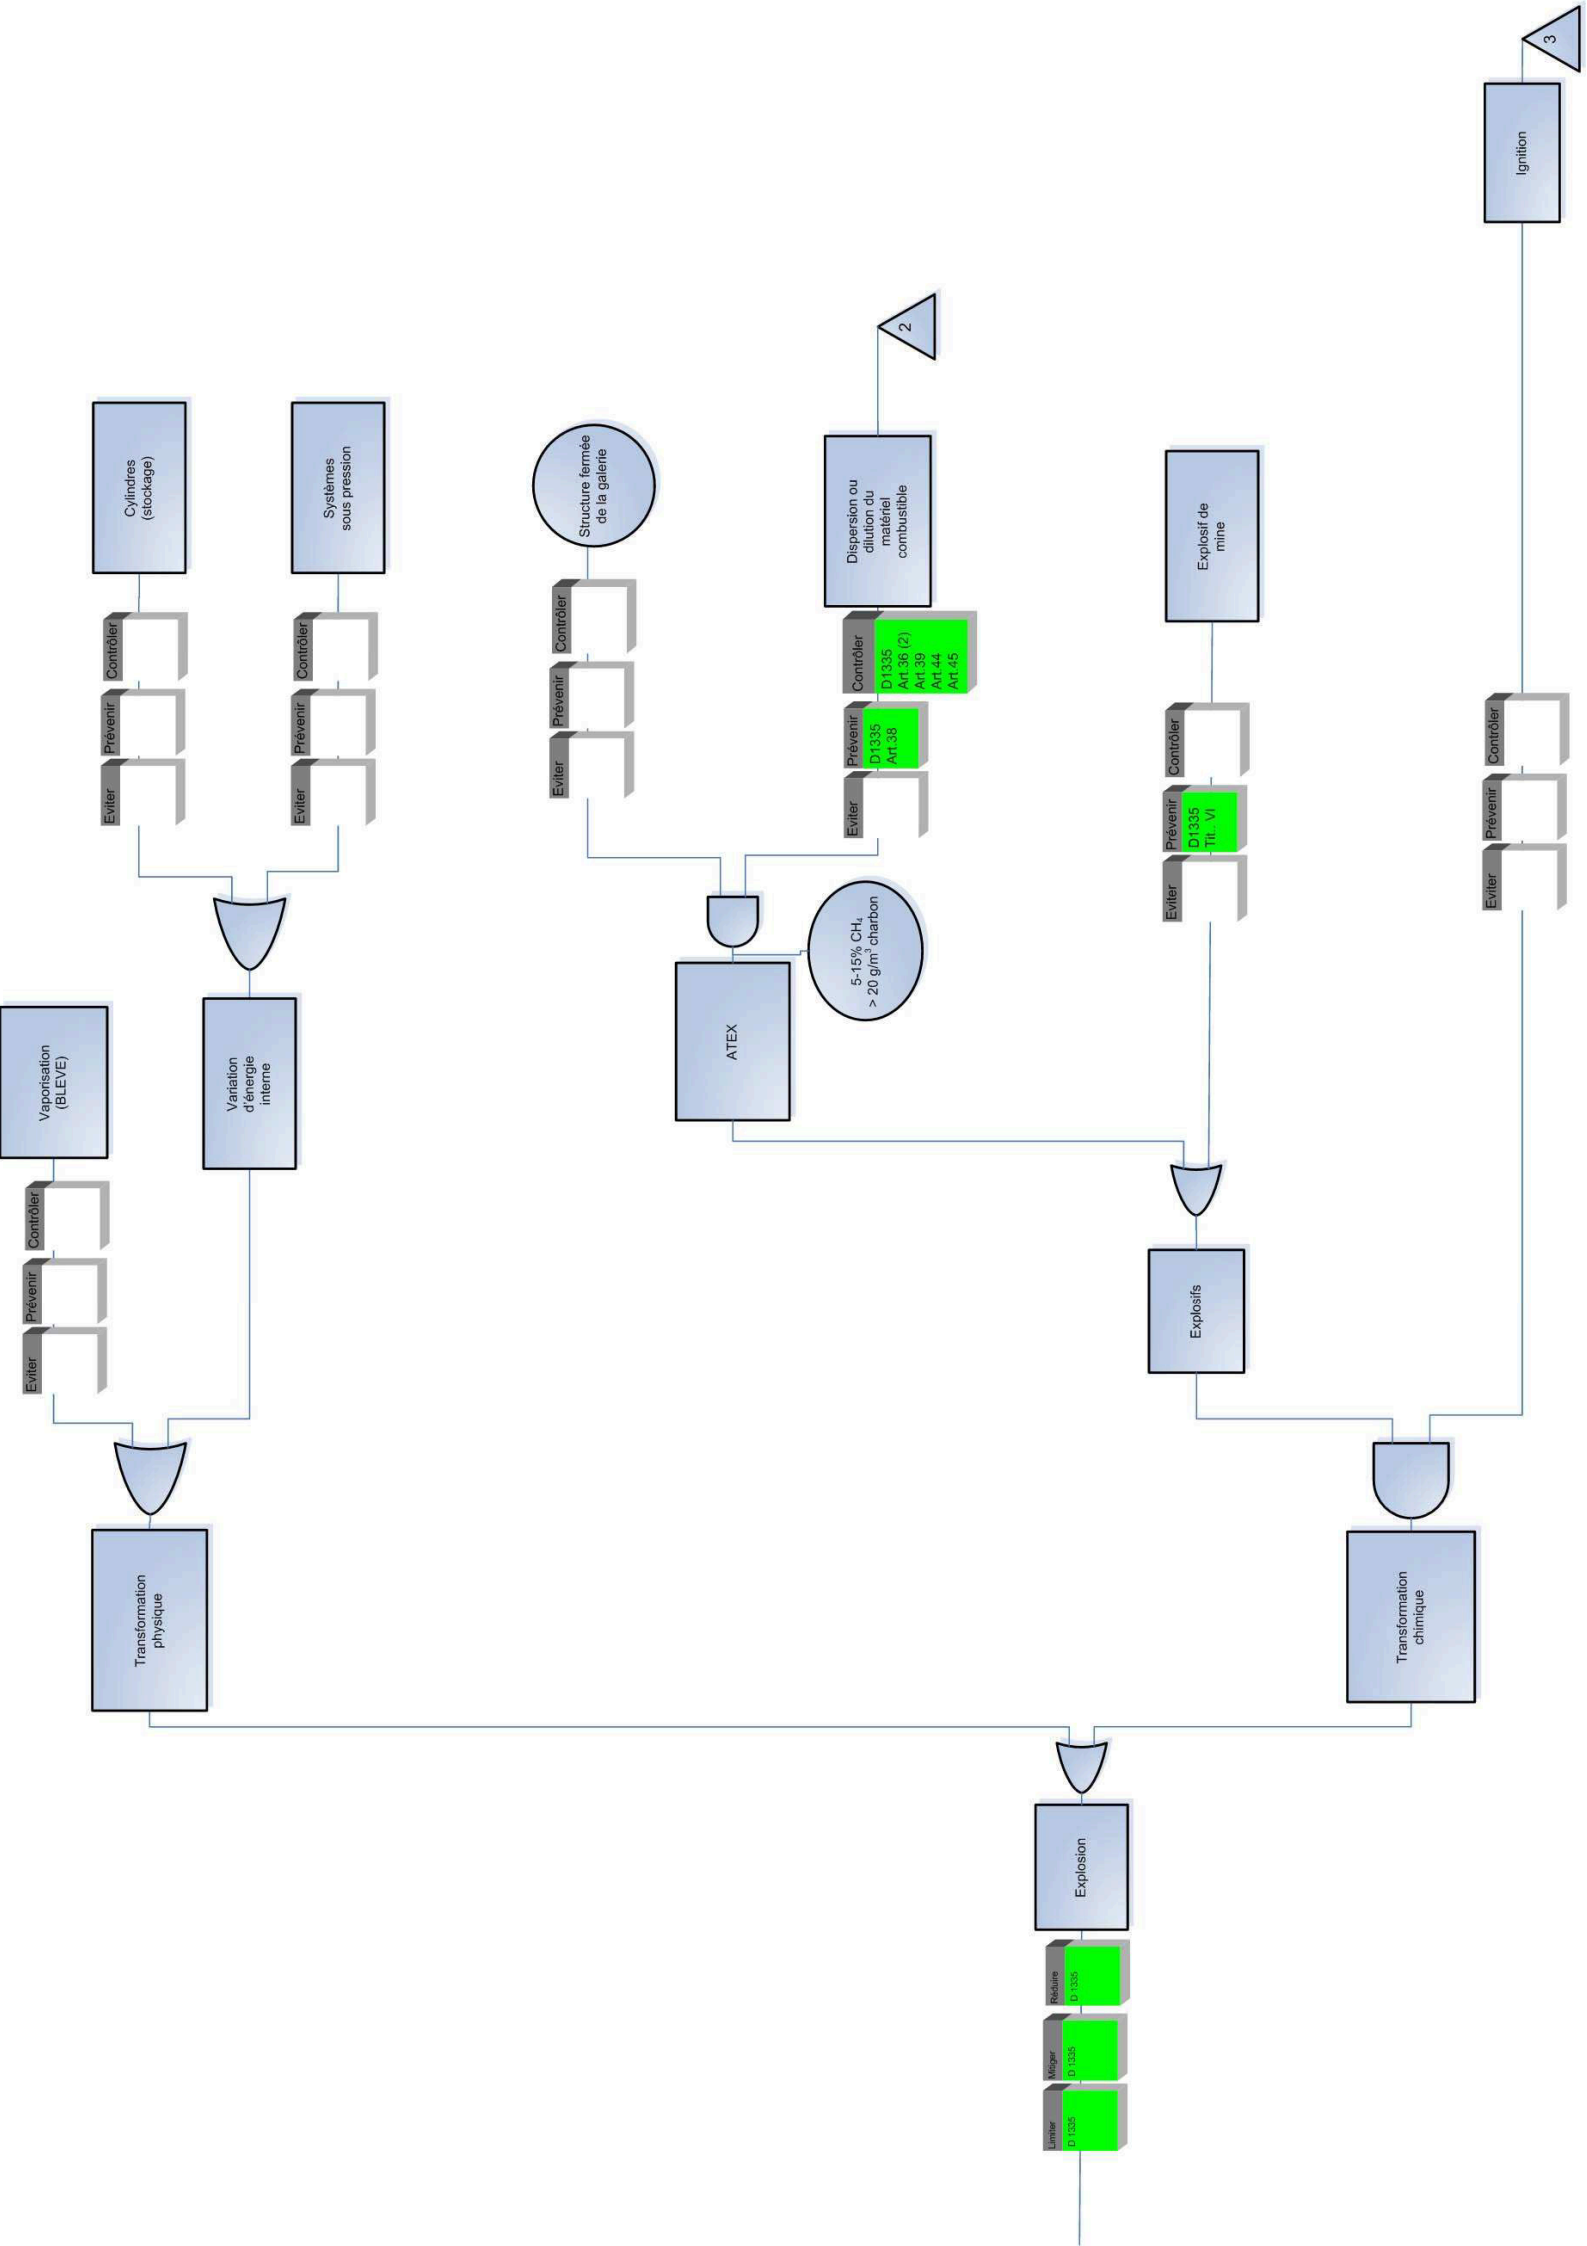 Vaporisation
(BLEVE)
Contrôler
Prévenir
Eviter
Cylindres
(stockage)
Contrôler
Prévenir
Eviter
Systèmes
sous pression
Contrôler
Prévenir
Eviter
Variation
d'énergie
interne
Transformation
physique
Structure fermée
de la galerie
Contrôler
Prévenir
Eviter
Dispersion ou
dilution du
matériel
combustible
2
Contrôler
D1335
Art.36 (2)
Art.39
Art.44
Art.45
Prévenir
D1335
Art.38
Eviter
5-15% CH₄
> 20 g/m³ charbon
ATEX
Explosif de
mine
Contrôler
Prévenir
D1335
Tit.. VI
Eviter
Explosifs
Ignition
3
Contrôler
Prévenir
Eviter
Transformation
chimique
Explosion
Réduire
D 1335
Mitiger
D 1335
Limiter
D 1335